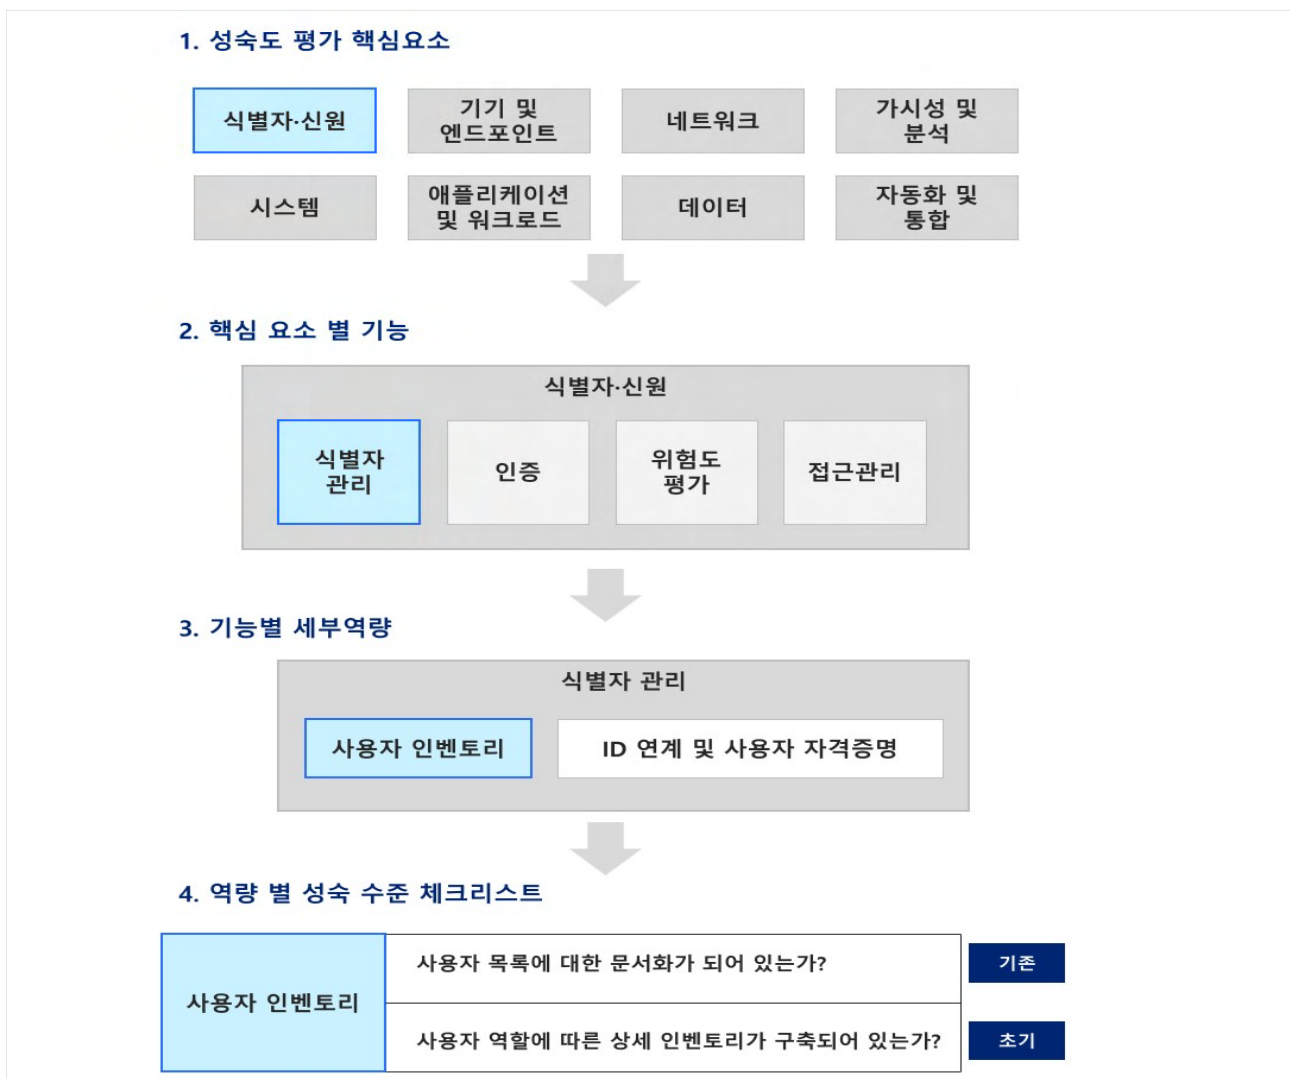 1. 성숙도 평가 핵심요소
식별자·신원
기기 및
엔드포인트
네트워크
가시성 및
분석
시스템
애플리케이션
및 워크로드
데이터
자동화 및
통합
2. 핵심 요소 별 기능
식별자·신원
식별자
관리
인증
위험도
평가
접근관리
3. 기능별 세부역량
식별자 관리
사용자 인벤토리
ID 연계 및 사용자 자격증명
4. 역량 별 성숙 수준 체크리스트
사용자 인벤토리
사용자 목록에 대한 문서화가 되어 있는가?
기존
사용자 역할에 따른 상세 인벤토리가 구축되어 있는가?
초기